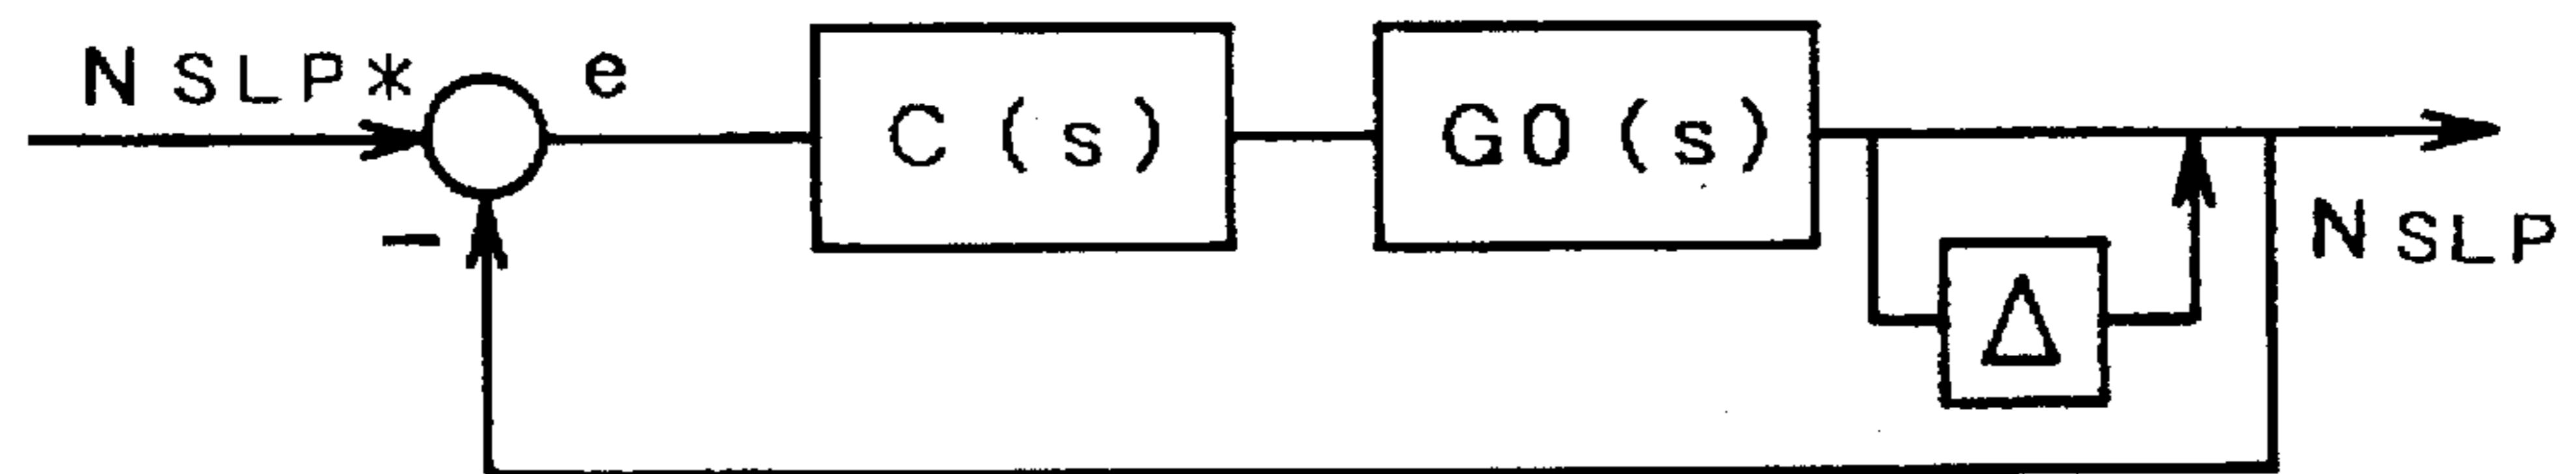 NSLP* e C(s) G0(s)
− NSLP
Δ